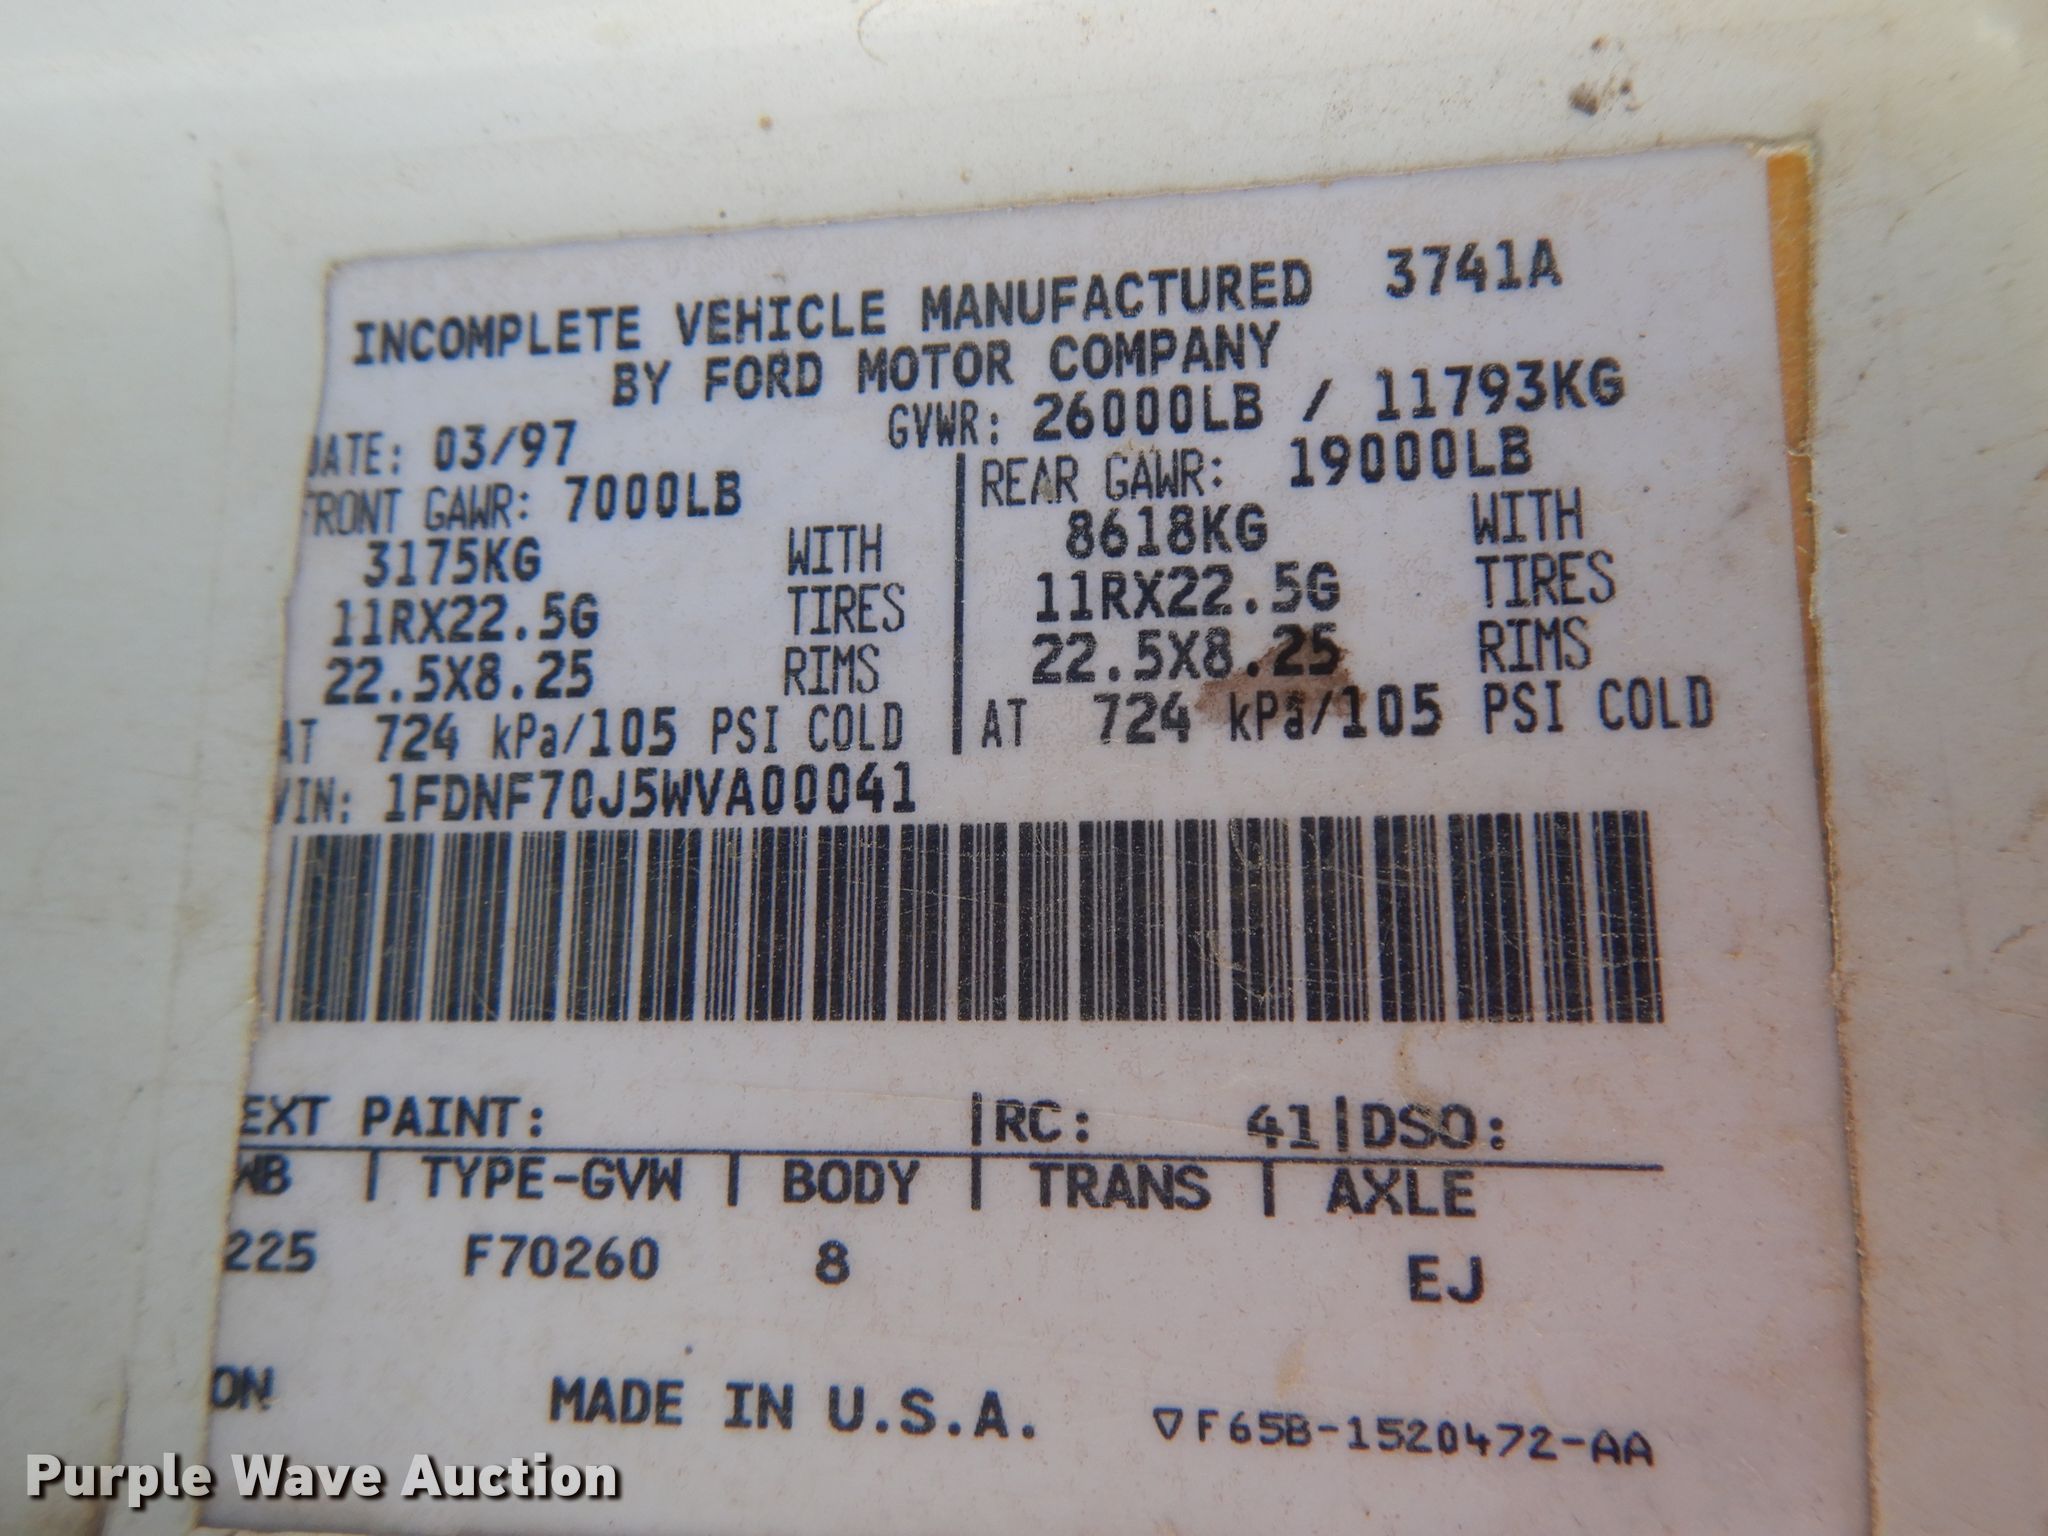 INCOMPLETE VEHICLE MANUFACTURED 3741A
BY FORD MOTOR COMPANY
DATE: 03/97 GVWR: 26000LB / 11793KG
FRONT GAWR: 7000LB REAR GAWR: 19000LB
3175KG WITH 8618KG WITH
11RX22.5G TIRES 11RX22.5G TIRES
22.5X8.25 RIMS 22.5X8.25 RIMS
AT 724 kPa/105 PSI COLD AT 724 kPa/105 PSI COLD
VIN: 1FDNF70J5WVA00041
EXT PAINT: |RC: 41|DSO:
WB | TYPE-GVW | BODY | TRANS | AXLE
225 F70260 8 EJ
ON MADE IN U.S.A. ▽F65B-1520472-AA
Purple Wave Auction